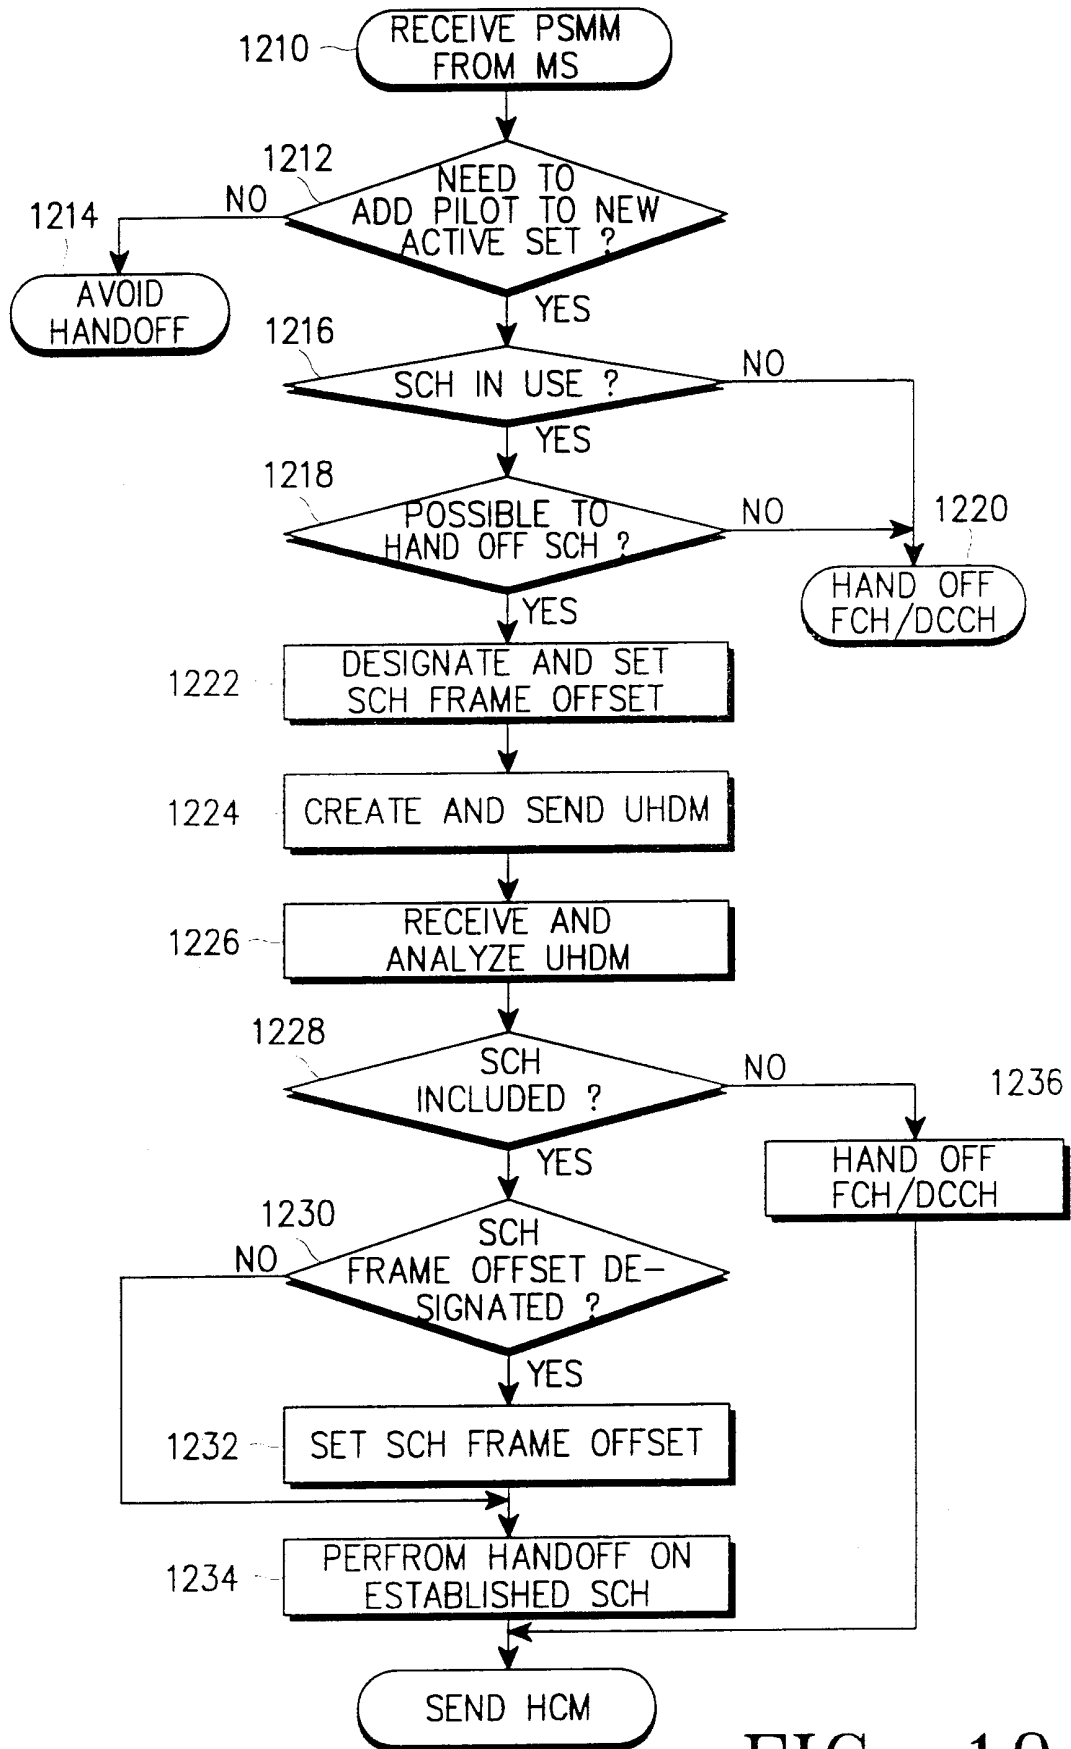 1210
RECEIVE PSMM
FROM MS
1212
NEED TO
ADD PILOT TO NEW
ACTIVE SET ?
NO
1214
AVOID
HANDOFF
YES
1216
SCH IN USE ?
NO
YES
1218
POSSIBLE TO
HAND OFF SCH ?
NO
1220
HAND OFF
FCH/DCCH
YES
1222
DESIGNATE AND SET
SCH FRAME OFFSET
1224
CREATE AND SEND UHDM
1226
RECEIVE AND
ANALYZE UHDM
1228
SCH
INCLUDED ?
NO
1236
HAND OFF
FCH/DCCH
YES
1230
SCH
FRAME OFFSET DE-
SIGNATED ?
NO
YES
1232
SET SCH FRAME OFFSET
1234
PERFROM HANDOFF ON
ESTABLISHED SCH
SEND HCM